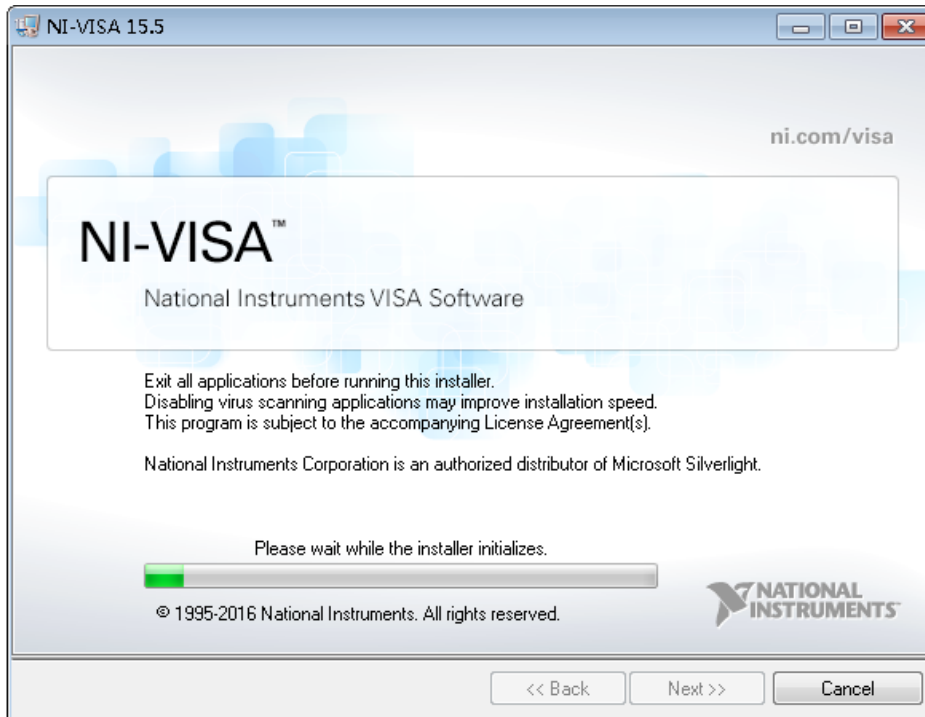 NI-VISA 15.5
ni.com/visa
NI-VISA™
National Instruments VISA Software
Exit all applications before running this installer.
Disabling virus scanning applications may improve installation speed.
This program is subject to the accompanying License Agreement(s).
National Instruments Corporation is an authorized distributor of Microsoft Silverlight.
Please wait while the installer initializes.
© 1995-2016 National Instruments. All rights reserved.
NATIONAL
INSTRUMENTS™
<< Back
Next >>
Cancel